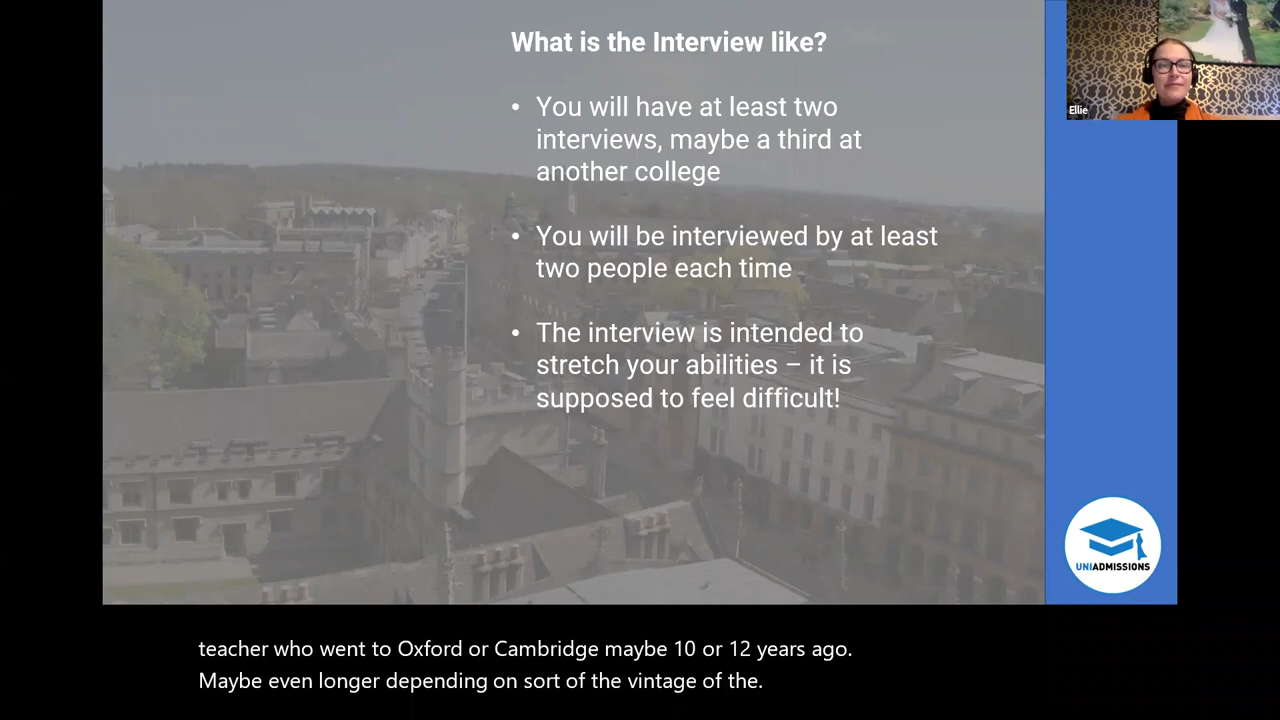 What is the Interview like?
• You will have at least two
interviews, maybe a third at
another college
• You will be interviewed by at least
two people each time
• The interview is intended to
stretch your abilities – it is
supposed to feel difficult!
Ellie
UNIADMISSIONS
teacher who went to Oxford or Cambridge maybe 10 or 12 years ago.
Maybe even longer depending on sort of the vintage of the.